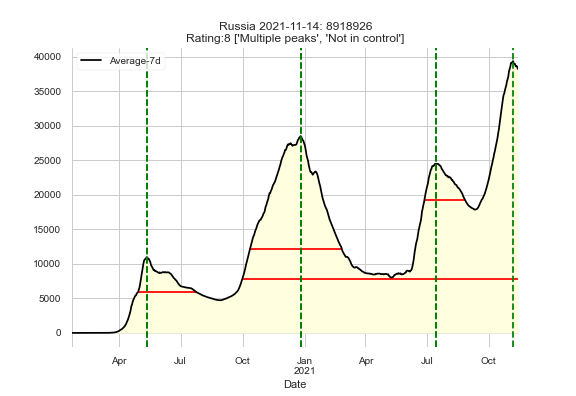 Russia 2021-11-14: 8918926
Rating:8 ['Multiple peaks', 'Not in control']
Average-7d
40000
35000
30000
25000
20000
15000
10000
5000
0
Apr Jul Oct Jan Apr Jul Oct
2021
Date